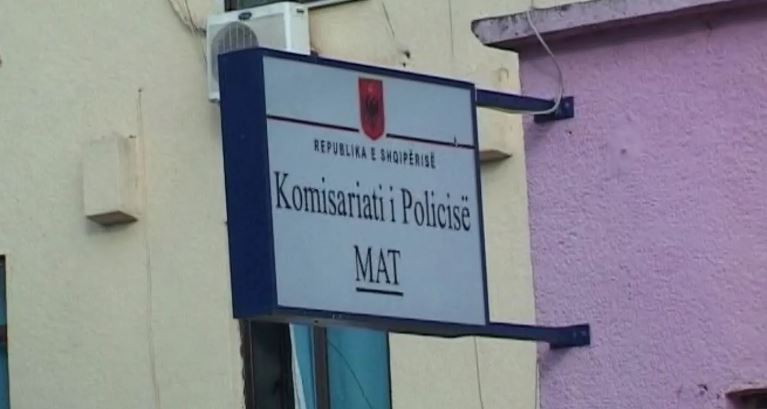 REPUBLIKA E SHQIPËRISË
Komisariati i Policisë
MAT